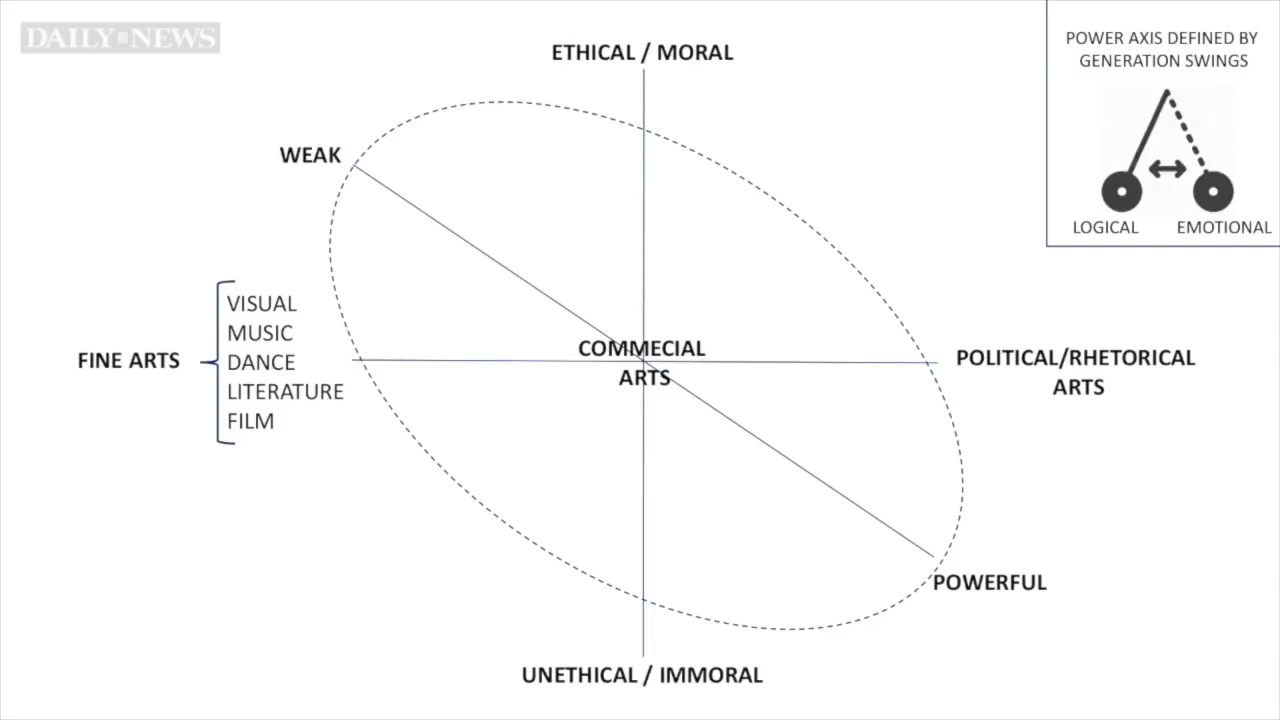 DAILY NEWS
POWER AXIS DEFINED BY
GENERATION SWINGS
LOGICAL
EMOTIONAL
ETHICAL / MORAL
WEAK
VISUAL
MUSIC
FINE ARTS
DANCE
LITERATURE
FILM
COMMECIAL
ARTS
POLITICAL/RHETORICAL
ARTS
POWERFUL
UNETHICAL / IMMORAL